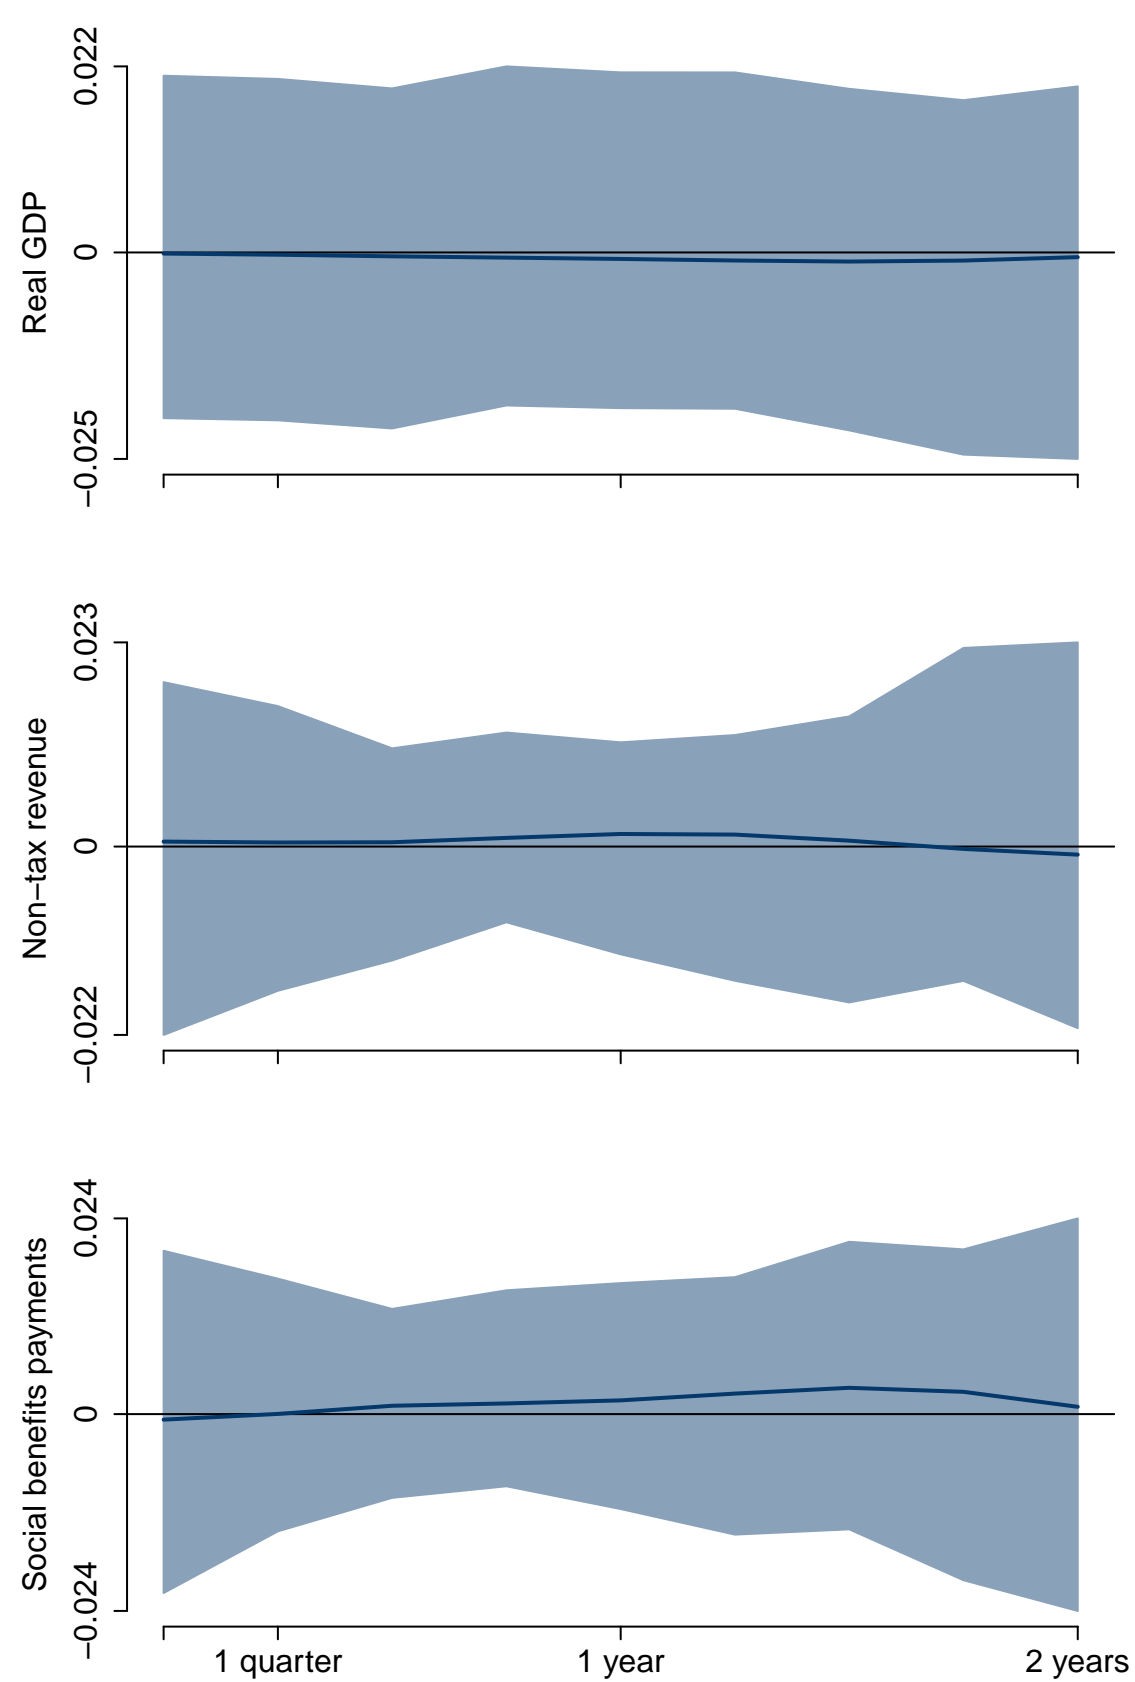 Real GDP
0.022
0
−0.025
Non−tax revenue
0.023
0
−0.022
Social benefits payments
0.024
0
−0.024
1 quarter
1 year
2 years